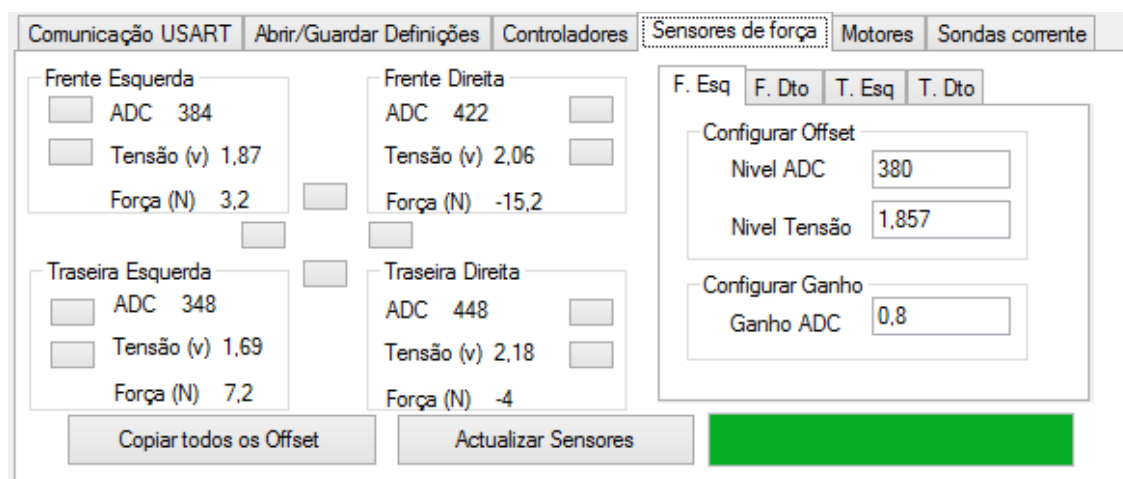 Comunicação USART Abrir/Guardar Definições Controladores Sensores de força Motores Sondas corrente
Frente Esquerda
ADC 384
Tensão (v) 1,87
Força (N) 3,2
Frente Direita
ADC 422
Tensão (v) 2,06
Força (N) -15,2
Traseira Esquerda
ADC 348
Tensão (v) 1,69
Força (N) 7,2
Traseira Direita
ADC 448
Tensão (v) 2,18
Força (N) -4
F. Esq F. Dto T. Esq T. Dto
Configurar Offset
Nivel ADC 380
Nivel Tensão 1,857
Configurar Ganho
Ganho ADC 0,8
Copiar todos os Offset Actualizar Sensores